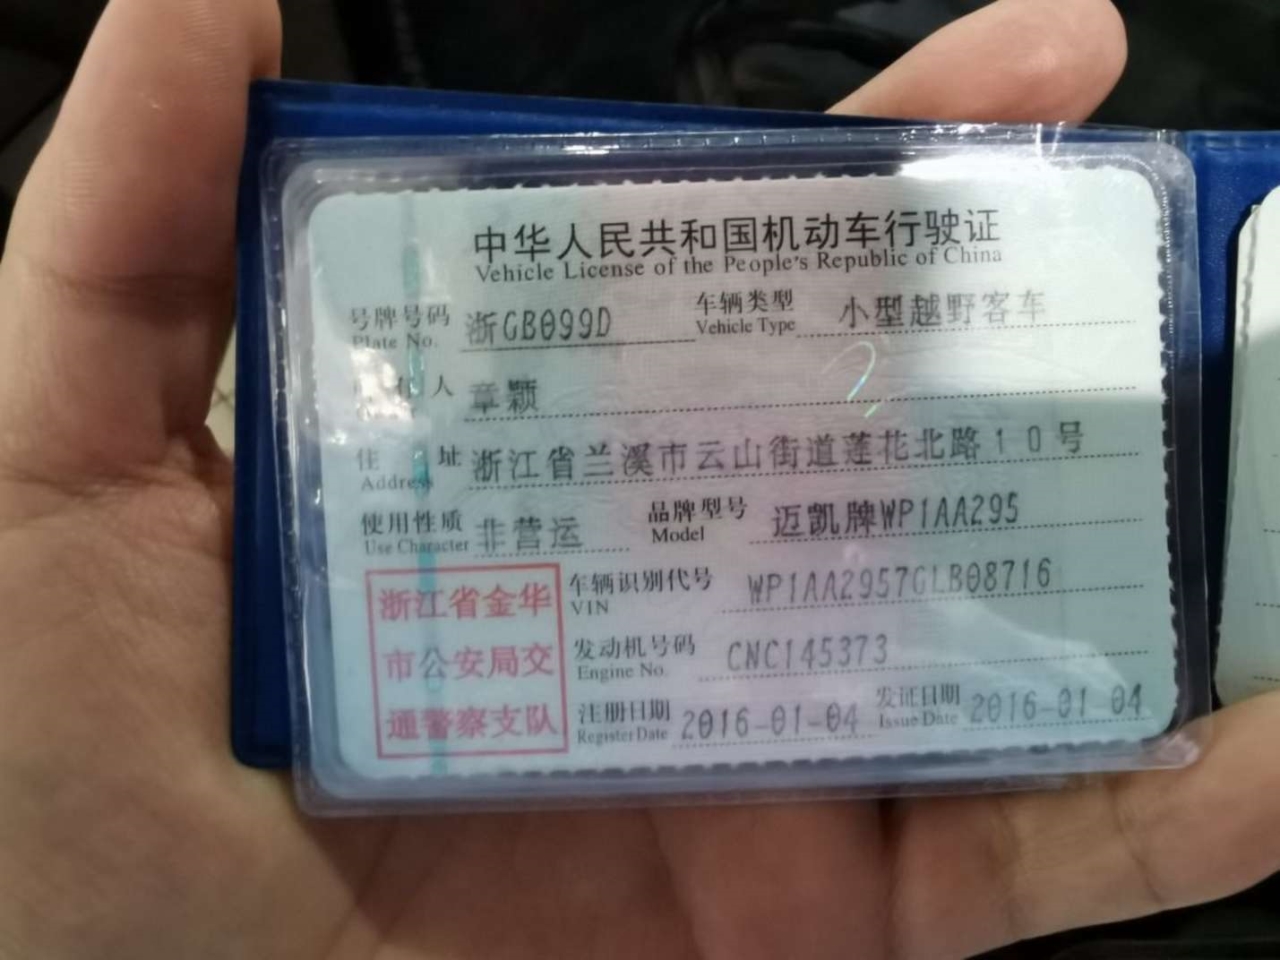 中华人民共和国机动车行驶证
Vehicle License of the People's Republic of China
号牌号码 浙GB099D 车辆类型 小型越野客车
Plate No. Vehicle Type
人 章颖
住 址 浙江省兰溪市云山街道莲花北路10号
Address
使用性质 非营运 品牌型号 迈凯牌WP1AA295
Use Character Model
浙江省金华
市公安局交
通警察支队
车辆识别代号 WP1AA2957GLB08716
VIN
发动机号码 CNC145373
Engine No.
注册日期 2016-01-04 发证日期 2016-01-04
Register Date Issue Date